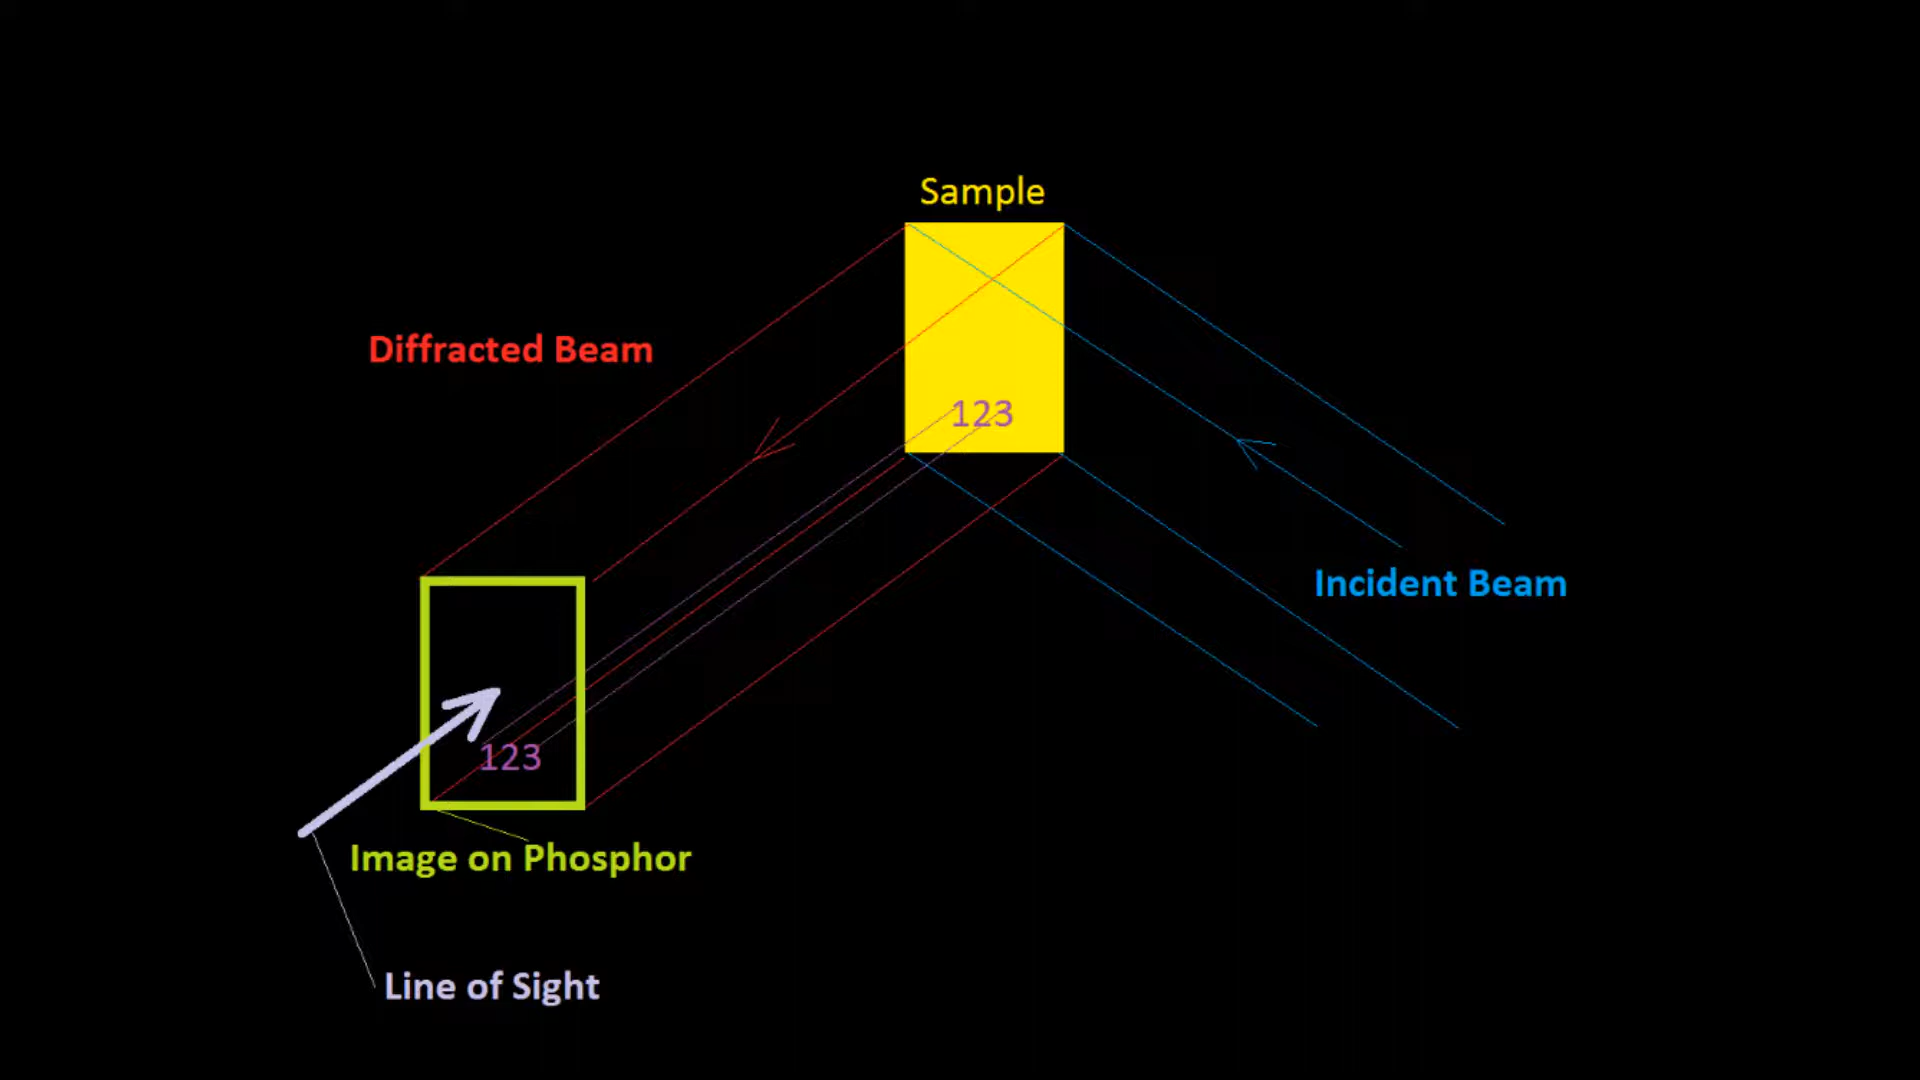 Sample
Diffracted Beam
123
Incident Beam
123
Image on Phosphor
Line of Sight